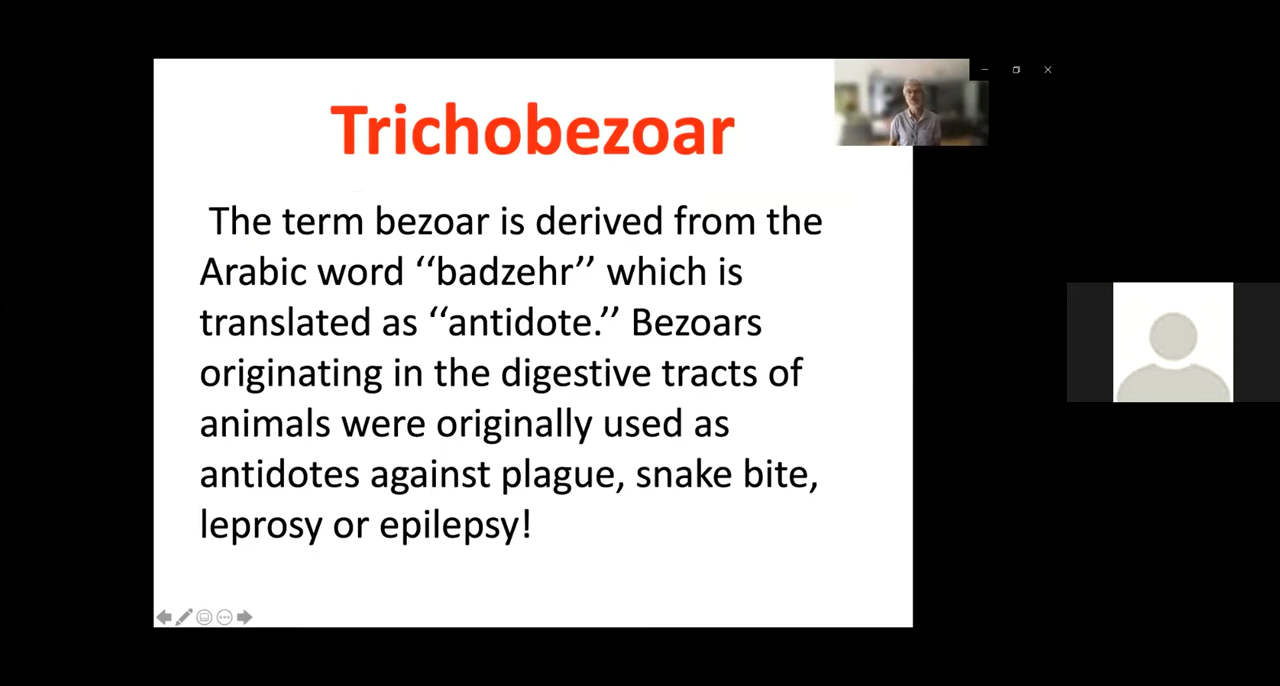 Trichobezoar
The term bezoar is derived from the
Arabic word ‘‘badzehr’’ which is
translated as ‘‘antidote.’’ Bezoars
originating in the digestive tracts of
animals were originally used as
antidotes against plague, snake bite,
leprosy or epilepsy!